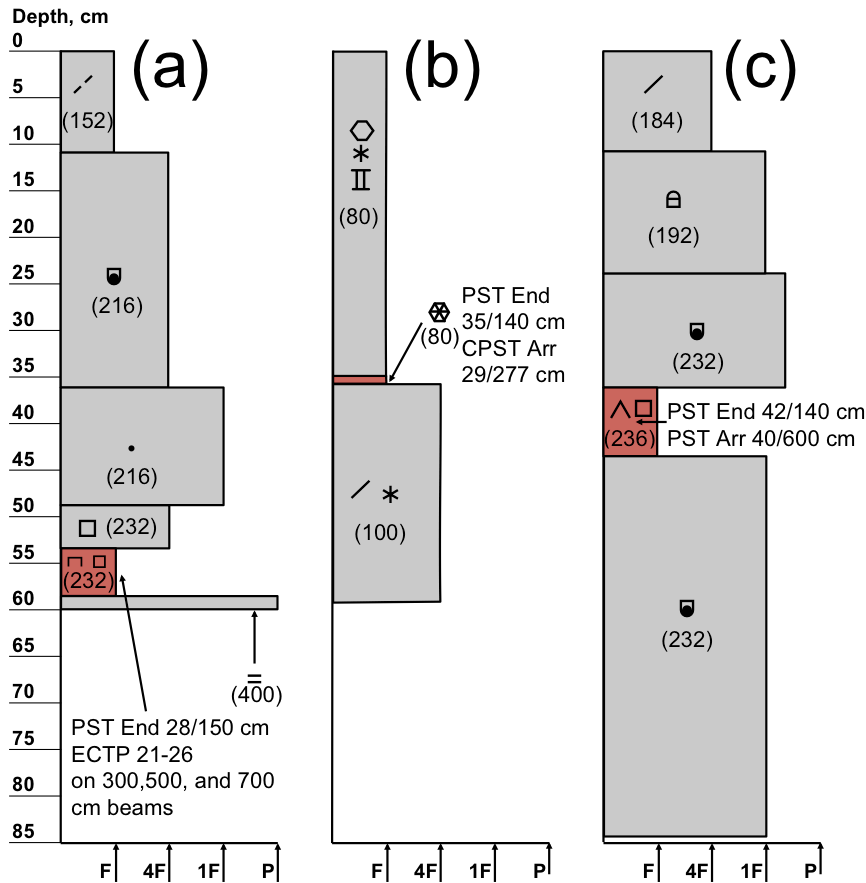 Depth, cm
0
5
10
15
20
25
30
35
40
45
50
55
60
65
70
75
80
85
(a)
(152)
(216)
(216)
(232)
(232)
(400)
PST End 28/150 cm
ECTP 21-26
on 300,500, and 700
cm beams
F 4F 1F P
(b)
(80)
(80)
PST End
35/140 cm
CPST Arr
29/277 cm
(100)
F 4F 1F P
(c)
(184)
(192)
(232)
(236)
PST End 42/140 cm
PST Arr 40/600 cm
(232)
F 4F 1F P